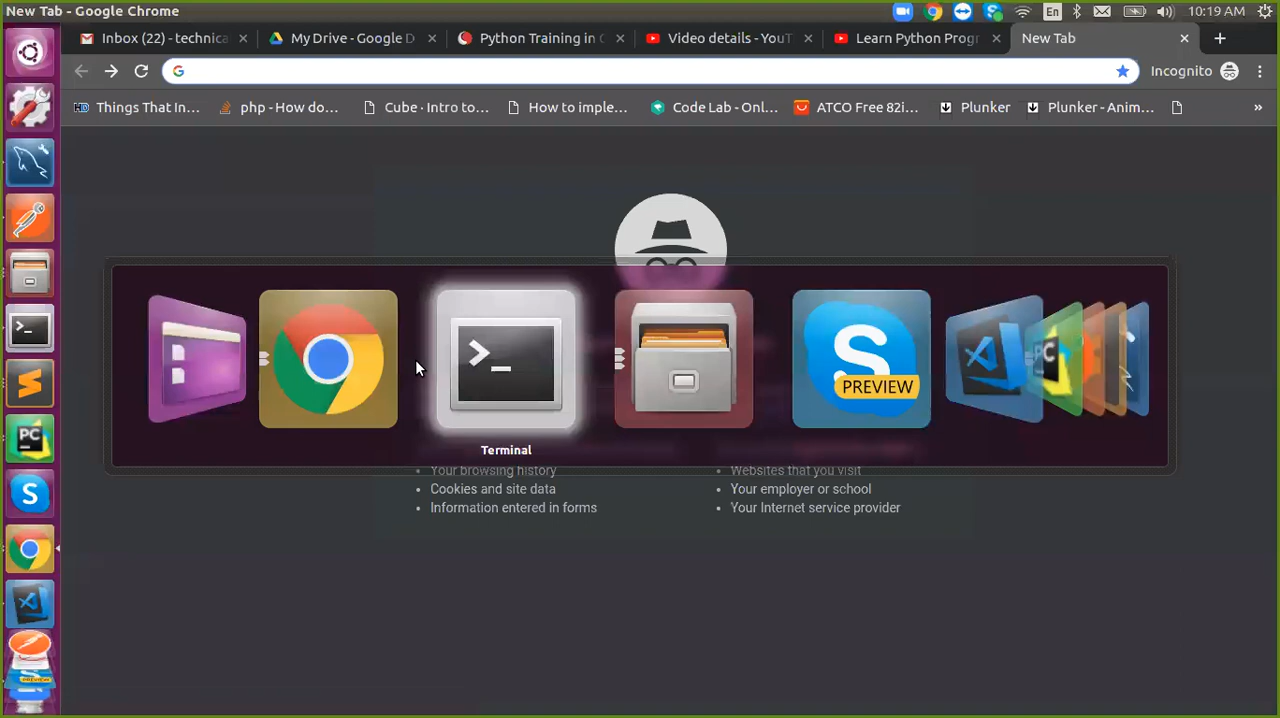 New Tab - Google Chrome
En
10:19 AM
Inbox (22) - technica
My Drive - Google D
Python Training in C
Video details - YouT
Learn Python Progr
New Tab
G
Incognito
HD Things That In...
php - How do...
Cube · Intro to...
How to imple...
Code Lab - Onl...
ATCO Free 82i...
Plunker
Plunker - Anim...
»
>_
S
PREVIEW
PC
Terminal
Your browsing history
Cookies and site data
Information entered in forms
Websites that you visit
Your employer or school
Your Internet service provider
>_
PC
S